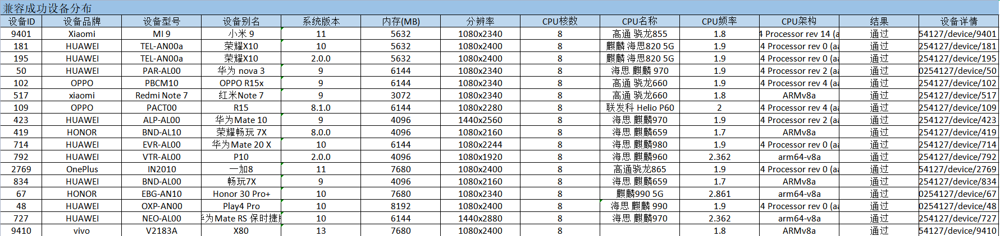 兼容成功设备分布
设备ID 设备品牌 设备型号 设备别名 系统版本 内存(MB) 分辨率 CPU核数 CPU名称 CPU频率 CPU架构 结果 设备详情
9401 Xiaomi MI 9 小米 9 11 5632 1080x2340 8 高通 骁龙855 1.8 4 Processor rev 14 (a 通过 54127/device/9401
181 HUAWEI TEL-AN00a 荣耀X10 10 5632 1080x2400 8 麒麟 海思820 5G 1.9 4 Processor rev 0 (aa 通过 254127/device/181
195 HUAWEI TEL-AN00a 荣耀X10 2.0.0 5632 1080x2400 8 麒麟 海思820 5G 1.9 4 Processor rev 0 (aa 通过 254127/device/195
50 HUAWEI PAR-AL00 华为 nova 3 9 6144 1080x2340 8 海思 麒麟 970 1.9 4 Processor rev 2 (aa 通过 0254127/device/50
102 OPPO PBCM10 OPPO R15x 9 6144 1080x2340 8 高通 骁龙660 1.9 4 Processor rev 4 (aa 通过 254127/device/102
517 xiaomi Redmi Note 7 红米Note 7 9 3072 1080x2340 8 高通 骁龙660 1.8 ARMv8a 通过 254127/device/517
109 OPPO PACT00 R15 8.1.0 6144 1080x2280 8 联发科 Helio P60 2 4 Processor rev 4 (aa 通过 254127/device/109
423 HUAWEI ALP-AL00 华为Mate 10 9 4096 1440x2560 8 海思 麒麟970 1.9 4 Processor rev 2 (aa 通过 254127/device/423
419 HONOR BND-AL10 荣耀畅玩 7X 8.0.0 4096 1080x2160 8 海思 麒麟659 1.7 ARMv8a 通过 254127/device/419
714 HUAWEI EVR-AL00 华为Mate 20 X 10 6144 1080x2244 8 海思 麒麟980 1.9 4 Processor rev 0 (aa 通过 254127/device/714
792 HUAWEI VTR-AL00 P10 2.0.0 4096 1080x1920 8 海思 麒麟960 2.362 arm64-v8a 通过 254127/device/792
2769 OnePlus IN2010 一加8 11 7680 1080x2400 8 高通骁龙865 1.9 4 Processor rev 0 (aa 通过 54127/device/2769
834 HUAWEI BND-AL00 畅玩7X 9 4096 1080x2160 8 海思 麒麟659 1.7 ARMv8a 通过 254127/device/834
67 HONOR EBG-AN10 Honor 30 Pro+ 10 7680 1080x2340 8 麒麟990 5G 2.861 arm64-v8a 通过 0254127/device/67
48 HUAWEI OXP-AN00 Play4 Pro 10 8192 1080x2400 8 海思 麒麟 990 1.9 4 Processor rev 0 (aa 通过 0254127/device/48
727 HUAWEI NEO-AL00 华为Mate RS 保时捷 10 6144 1440x2880 8 海思 麒麟970 2.362 arm64-v8a 通过 254127/device/727
9410 vivo V2183A X80 13 7680 1080x2400 8 1.8 ARMv8a 通过 54127/device/9410